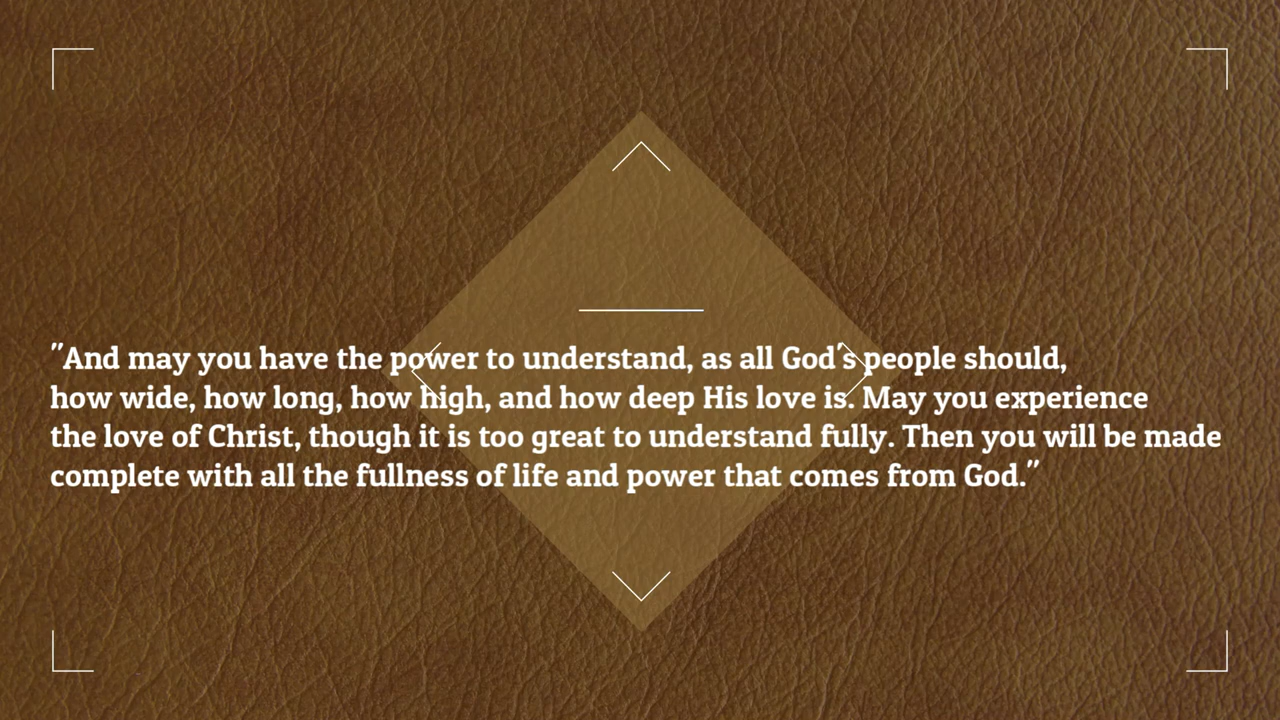 "And may you have the power to understand, as all God's people should,
how wide, how long, how high, and how deep His love is. May you experience
the love of Christ, though it is too great to understand fully. Then you will be made
complete with all the fullness of life and power that comes from God."